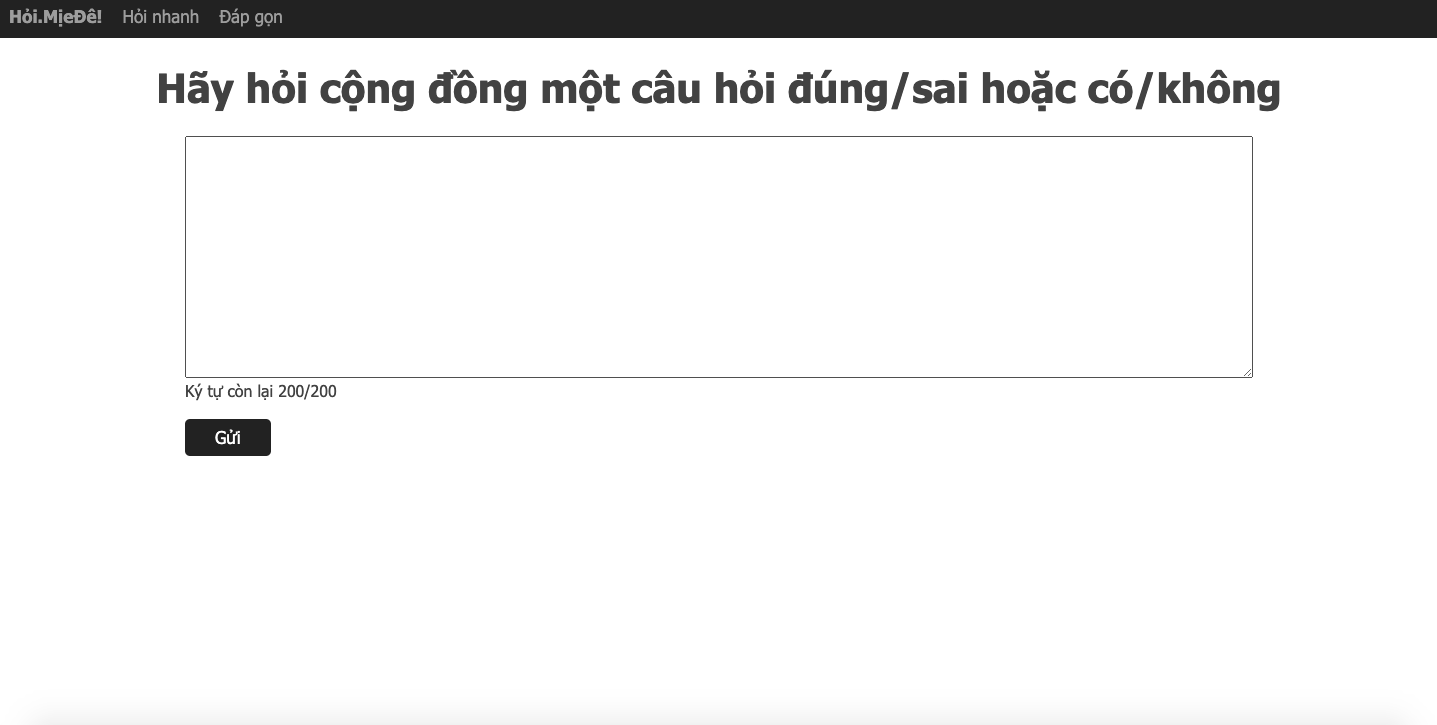 Hỏi.MịeĐê! Hỏi nhanh Đáp gọn
Hãy hỏi cộng đồng một câu hỏi đúng/sai hoặc có/không
Ký tự còn lại 200/200
Gửi